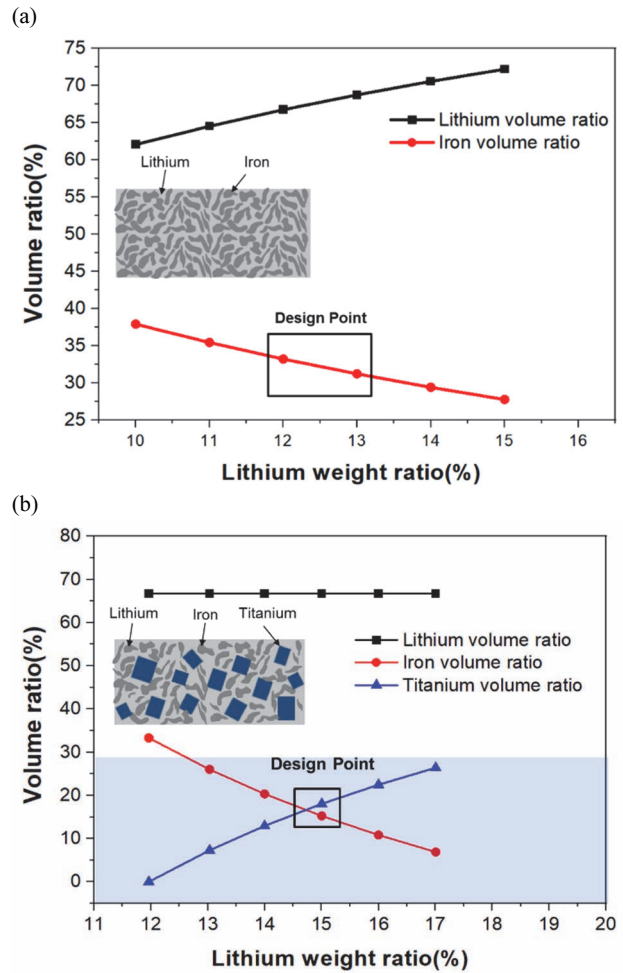 (a)
75
70
65
60
55
50
45
40
35
30
25
Volume ratio(%)
Lithium volume ratio
Iron volume ratio
Lithium Iron
Design Point
10 11 12 13 14 15 16
Lithium weight ratio(%)
(b)
80
70
60
50
40
30
20
10
0
Volume ratio(%)
Lithium Iron Titanium
Lithium volume ratio
Iron volume ratio
Titanium volume ratio
Design Point
11 12 13 14 15 16 17 18 19 20
Lithium weight ratio(%)